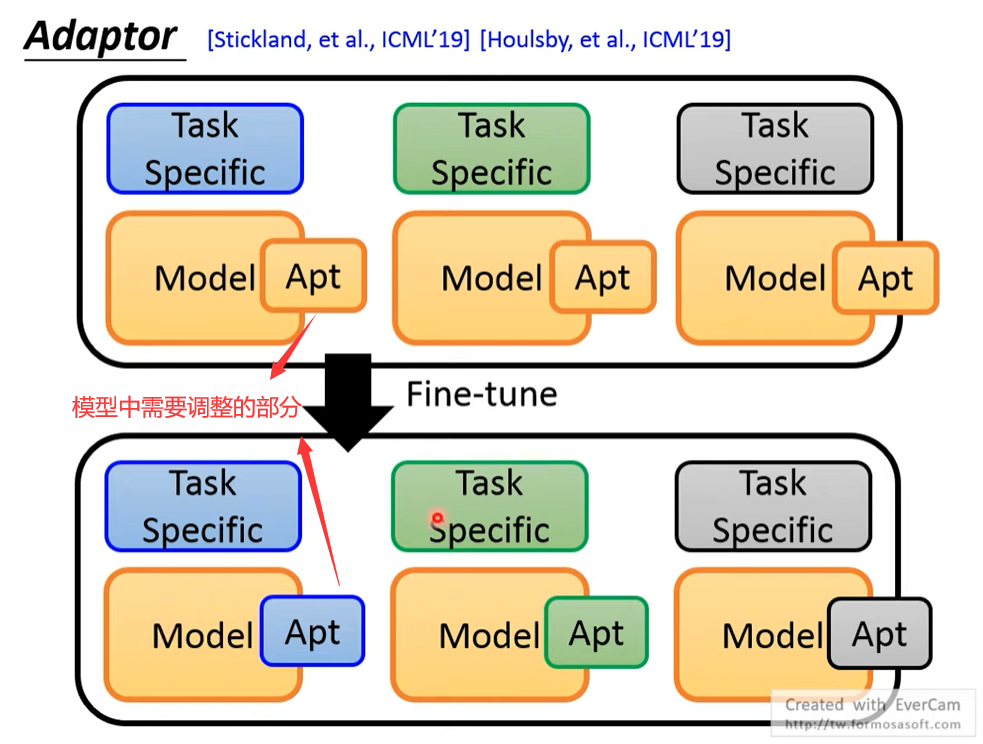 Adaptor [Stickland, et al., ICML'19] [Houlsby, et al., ICML'19]
Task
Specific
Task
Specific
Task
Specific
Model Apt
Model Apt
Model Apt
Fine-tune
模型中需要调整的部分
Task
Specific
Task
Specific
Task
Specific
Model Apt
Model Apt
Model Apt
Created with EverCam
http://tw.formosasoft.com